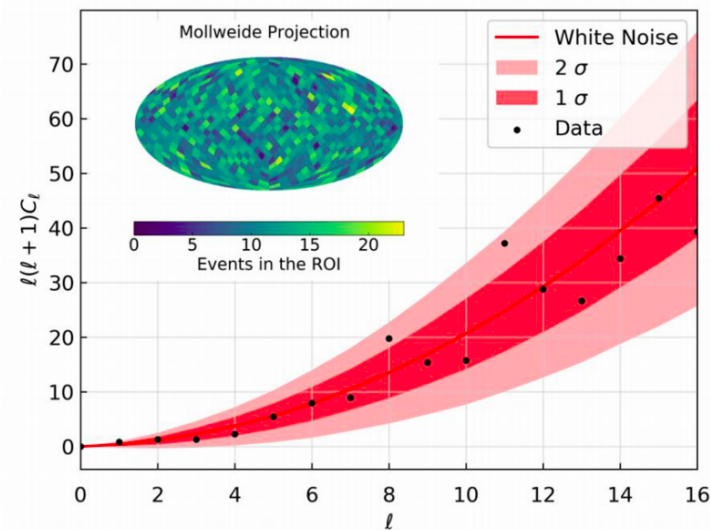 Mollweide Projection
0 5 10 15 20
Events in the ROI
White Noise
2 σ
1 σ
Data
ℓ(ℓ + 1)Cℓ
70
60
50
40
30
20
10
0
0 2 4 6 8 10 12 14 16
ℓ